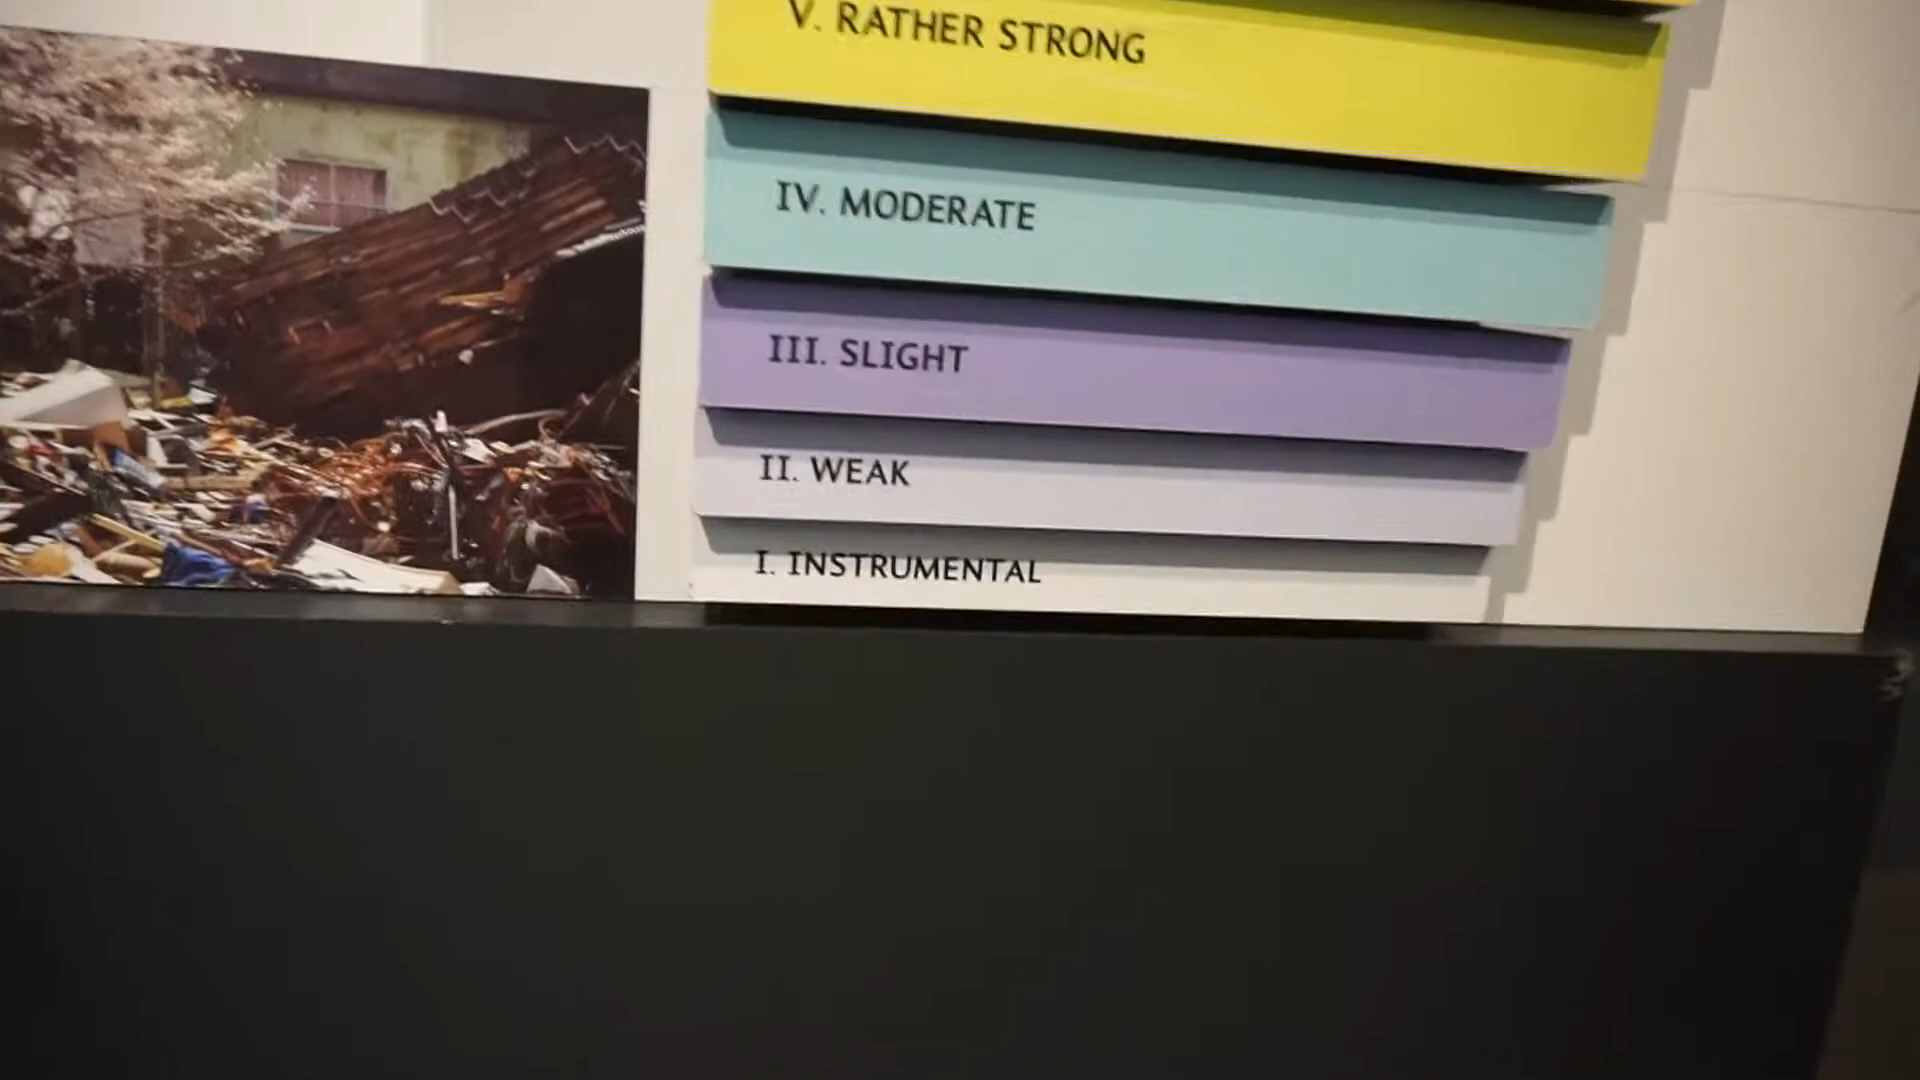 V. RATHER STRONG
IV. MODERATE
III. SLIGHT
II. WEAK
I. INSTRUMENTAL